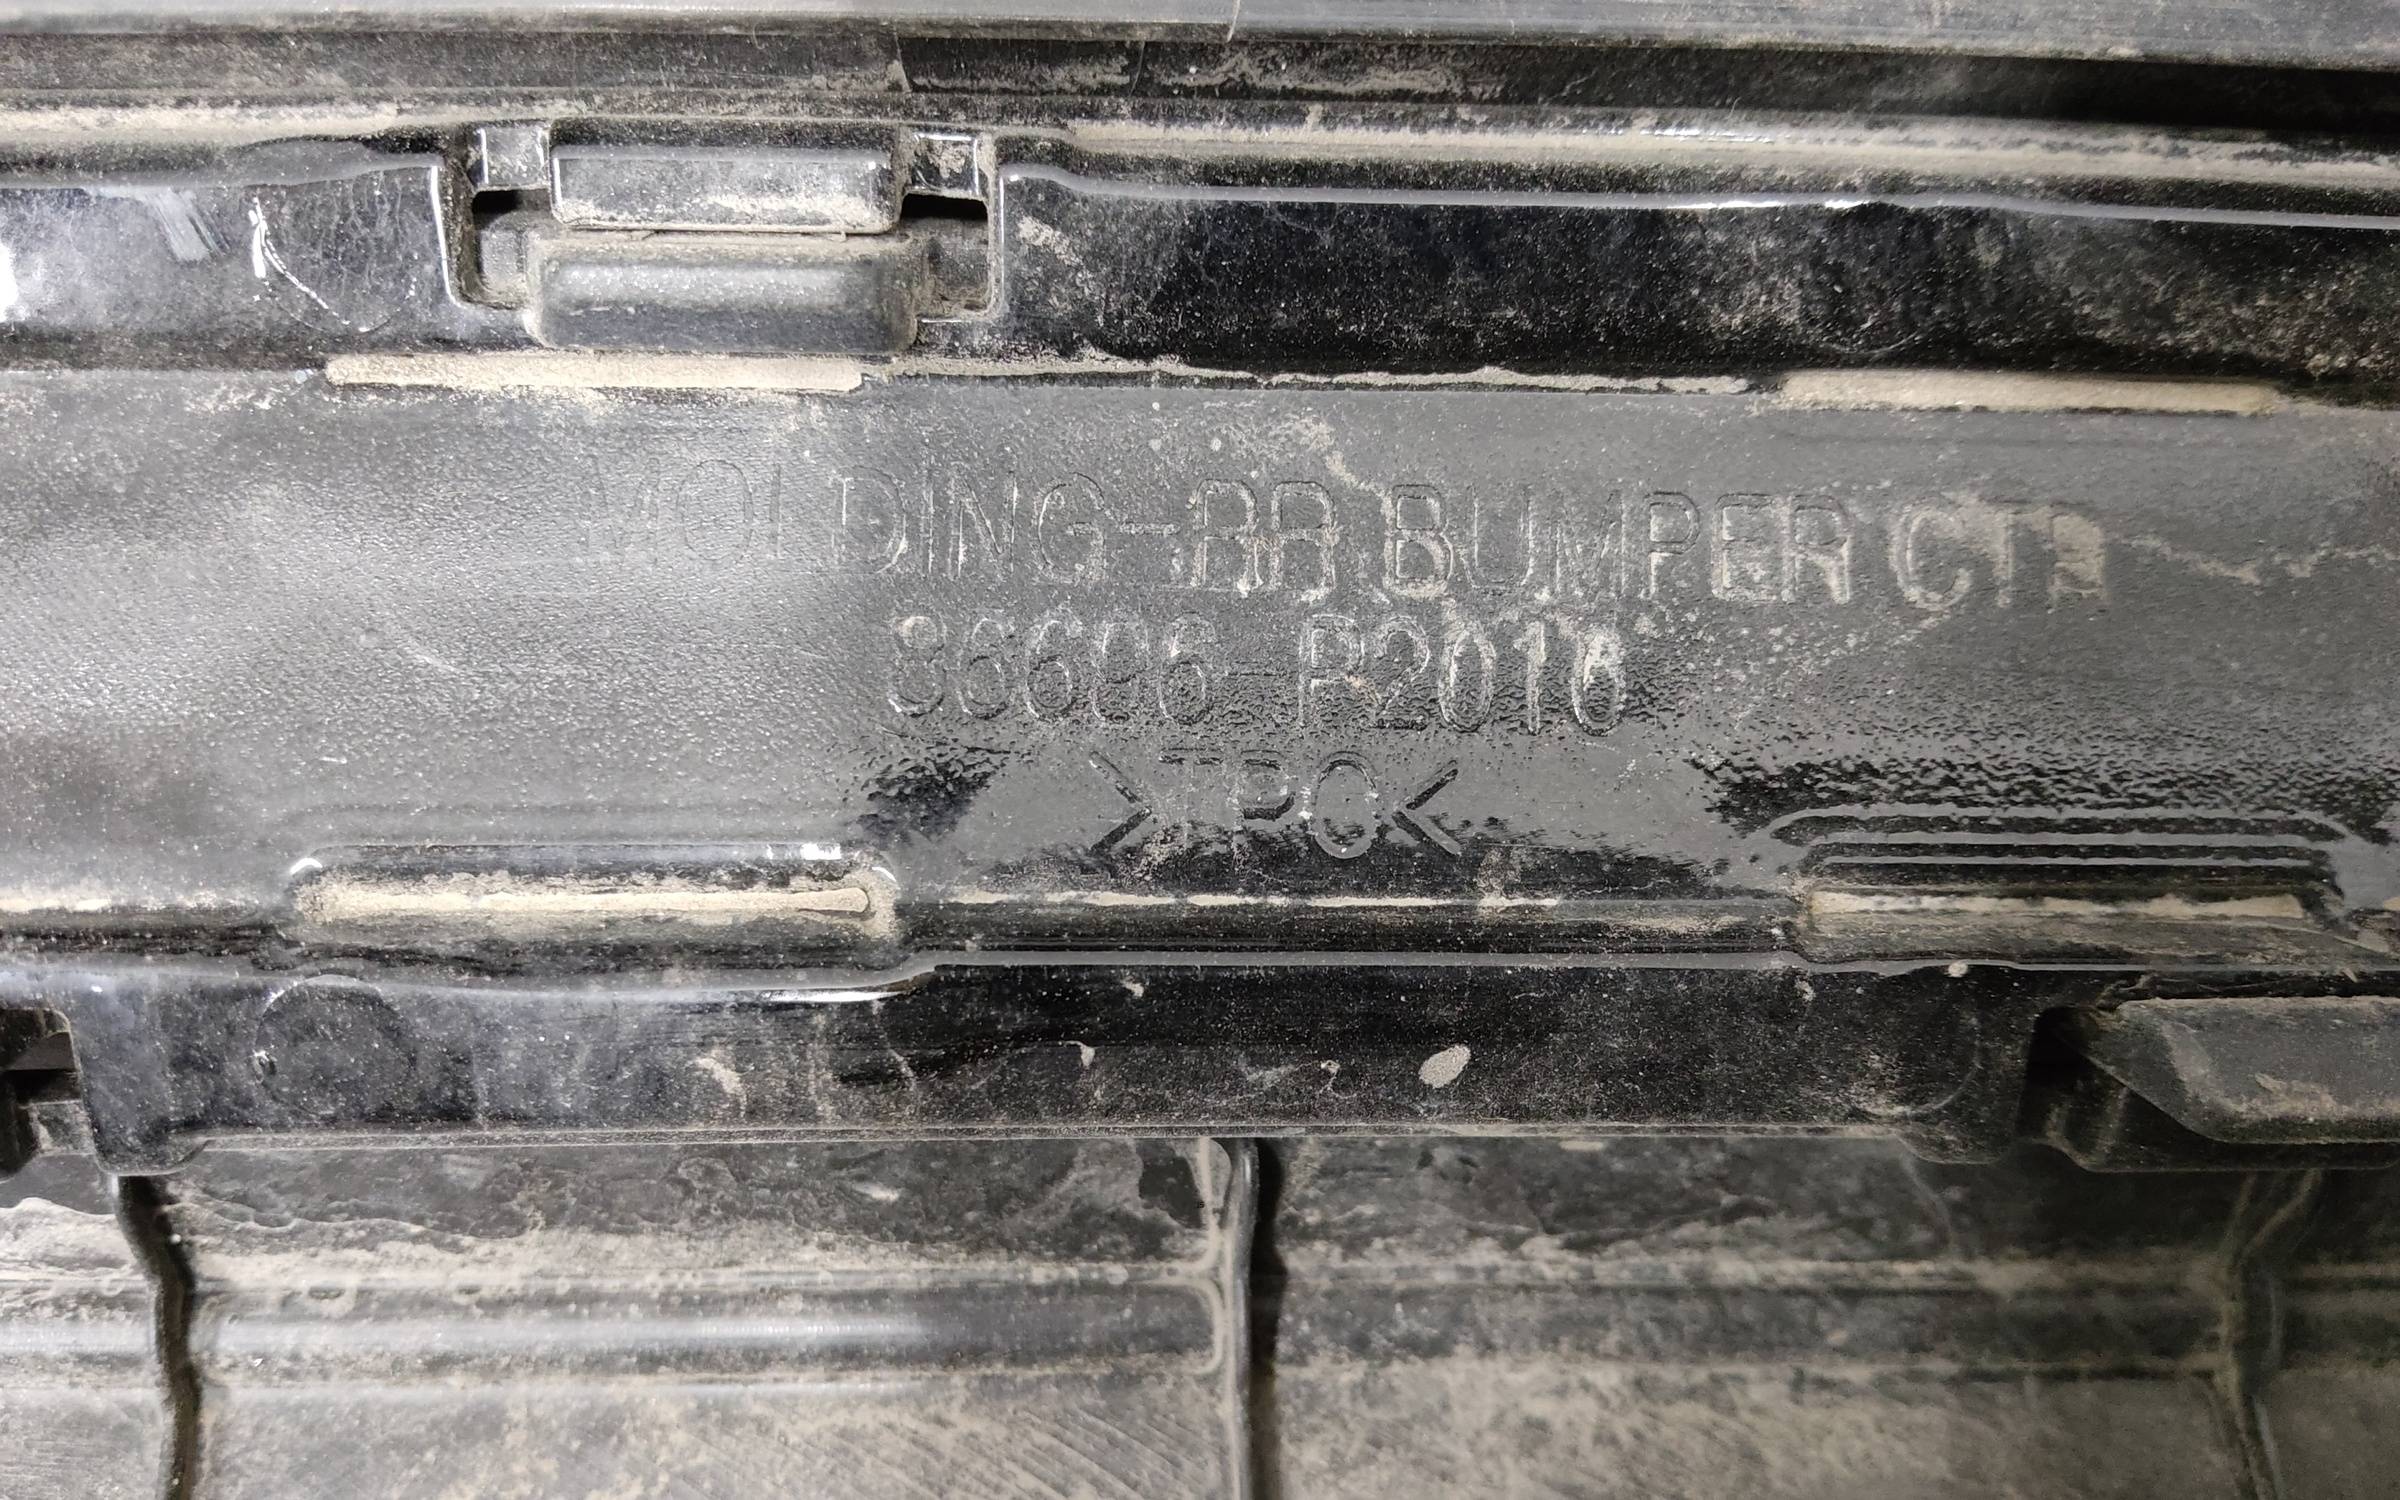 MOLDING-RR BUMPER CTR
86696-P2010
>TPO<